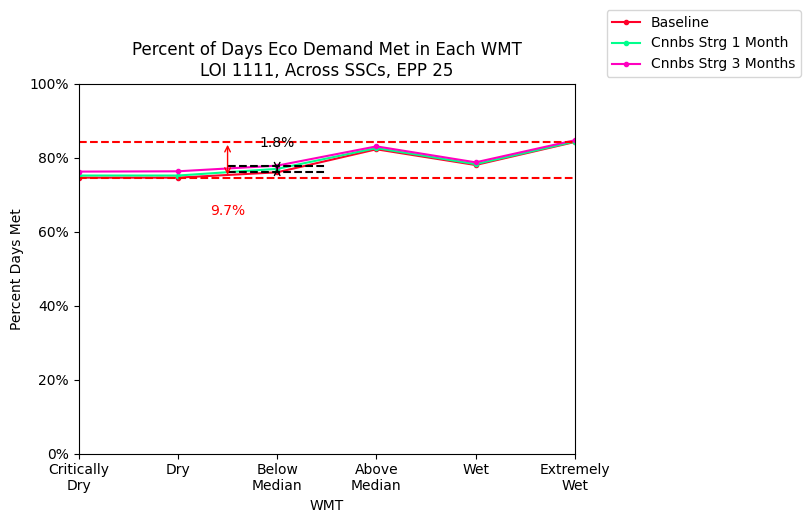 Baseline
Cnnbs Strg 1 Month
Cnnbs Strg 3 Months
Percent of Days Eco Demand Met in Each WMT
LOI 1111, Across SSCs, EPP 25
100%
80%
60%
40%
20%
0%
Percent Days Met
1.8%
9.7%
Critically
Dry
Dry
Below
Median
Above
Median
Wet
Extremely
Wet
WMT